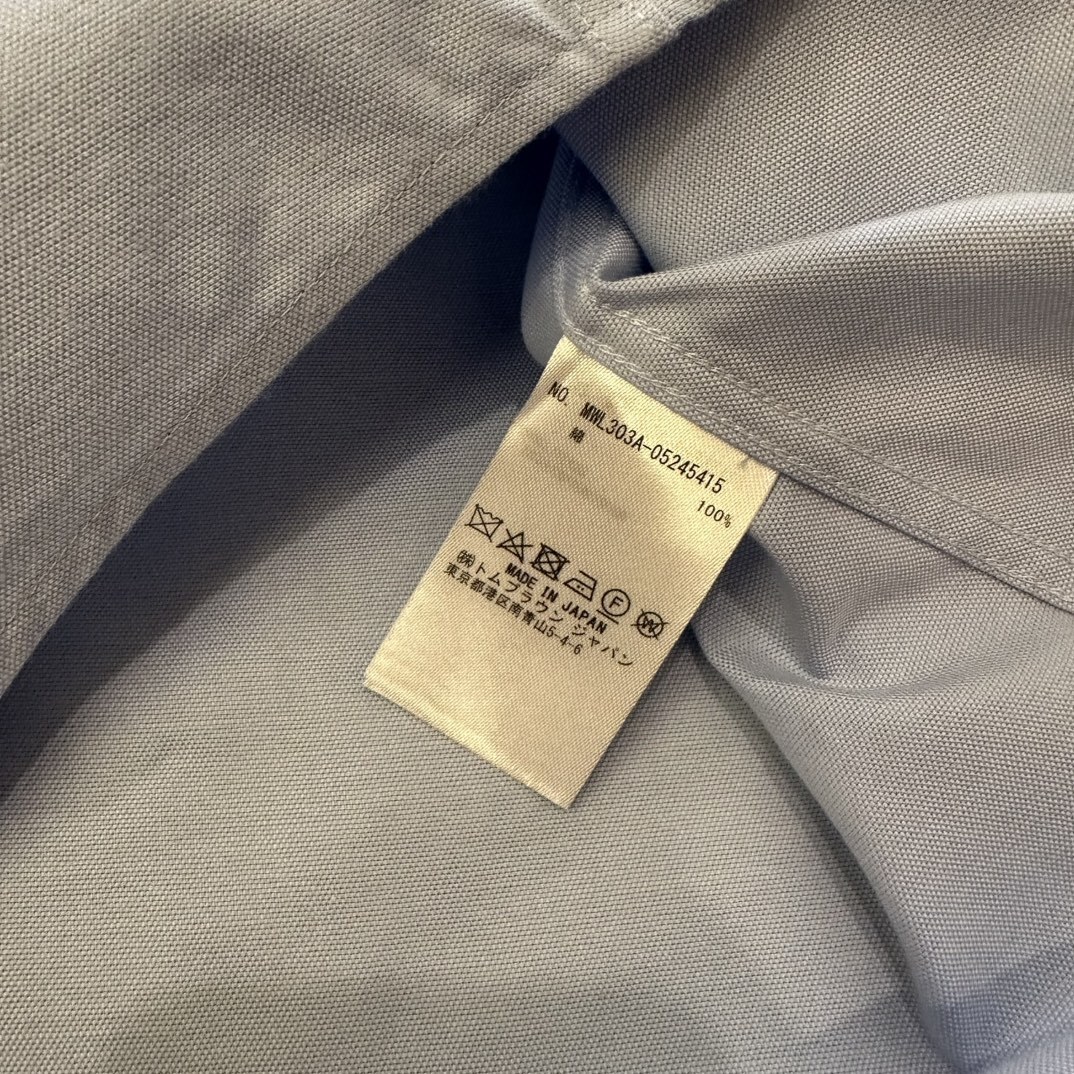 NO. MWL303A-05245415
綿 100%
F W
MADE IN JAPAN
㈱トムブラウン ジャパン
東京都港区南青山5-4-6